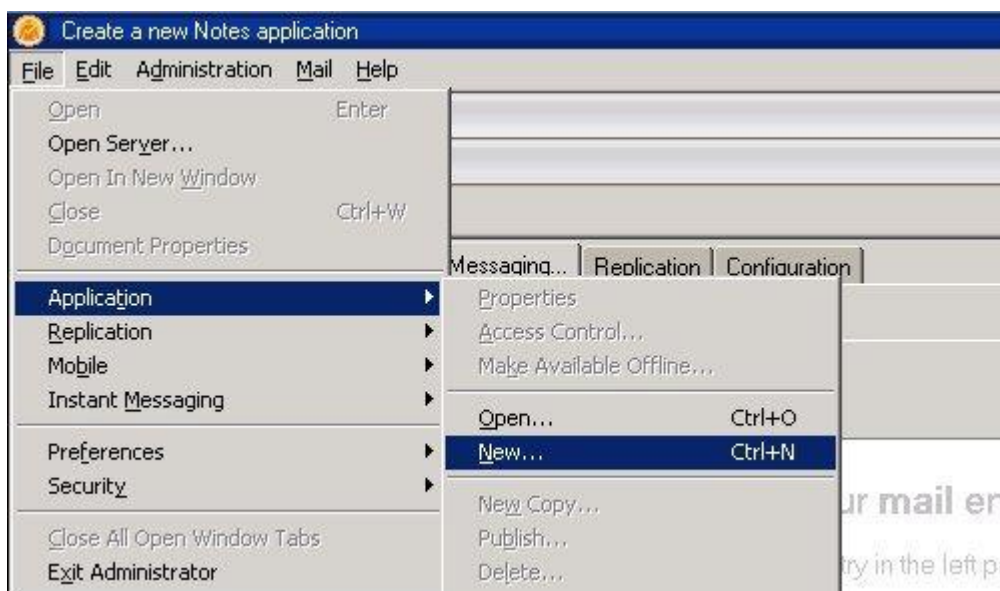 Create a new Notes application
File Edit Administration Mail Help
Open Enter
Open Server...
Open In New Window
Close Ctrl+W
Document Properties
Messaging... Replication Configuration
Application
Replication
Mobile
Instant Messaging
Preferences
Security
Close All Open Window Tabs
Exit Administrator
Properties
Access Control...
Make Available Offline...
Open... Ctrl+O
New... Ctrl+N
New Copy...
Publish...
Delete...
ur mail er
try in the left p